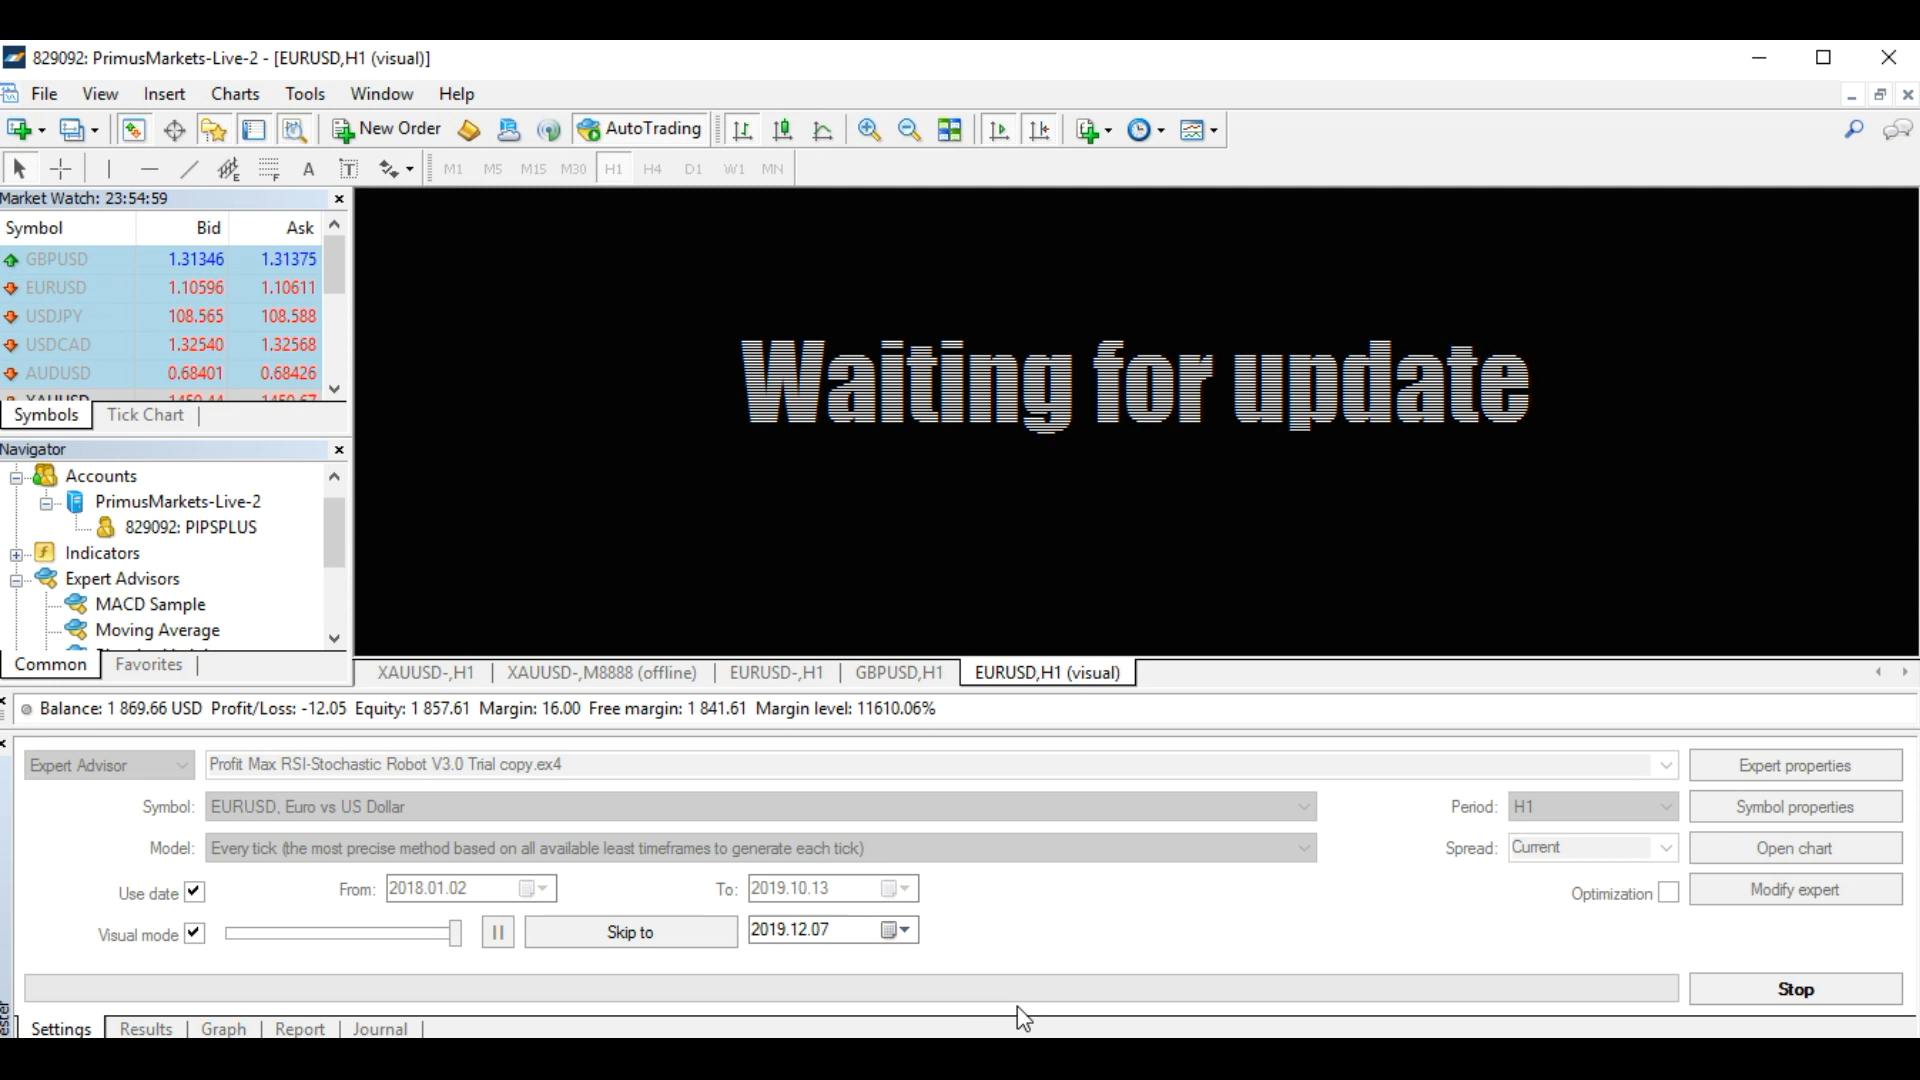 829092: PrimusMarkets-Live-2 - [EURUSD,H1 (visual)]
File View Insert Charts Tools Window Help
New Order AutoTrading
A T E F M1 M5 M15 M30 H1 H4 D1 W1 MN
Market Watch: 23:54:59
Symbol Bid Ask
GBPUSD 1.31346 1.31375
EURUSD 1.10596 1.10611
USDJPY 108.565 108.588
USDCAD 1.32540 1.32568
AUDUSD 0.68401 0.68426
Symbols Tick Chart
Waiting for update
Navigator
Accounts
PrimusMarkets-Live-2
829092: PIPSPLUS
Indicators
Expert Advisors
MACD Sample
Moving Average
Common Favorites
XAUUSD-,H1 XAUUSD-,M8888 (offline) EURUSD-,H1 GBPUSD,H1 EURUSD,H1 (visual)
Balance: 1 869.66 USD Profit/Loss: -12.05 Equity: 1 857.61 Margin: 16.00 Free margin: 1 841.61 Margin level: 11610.06%
Expert Advisor Profit Max RSI-Stochastic Robot V3.0 Trial copy.ex4 Expert properties
Symbol: EURUSD, Euro vs US Dollar Period: H1 Symbol properties
Model: Every tick (the most precise method based on all available least timeframes to generate each tick) Spread: Current Open chart
Use date From: 2018.01.02 To: 2019.10.13 Optimization Modify expert
Visual mode Skip to 2019.12.07
Stop
Settings Results Graph Report Journal